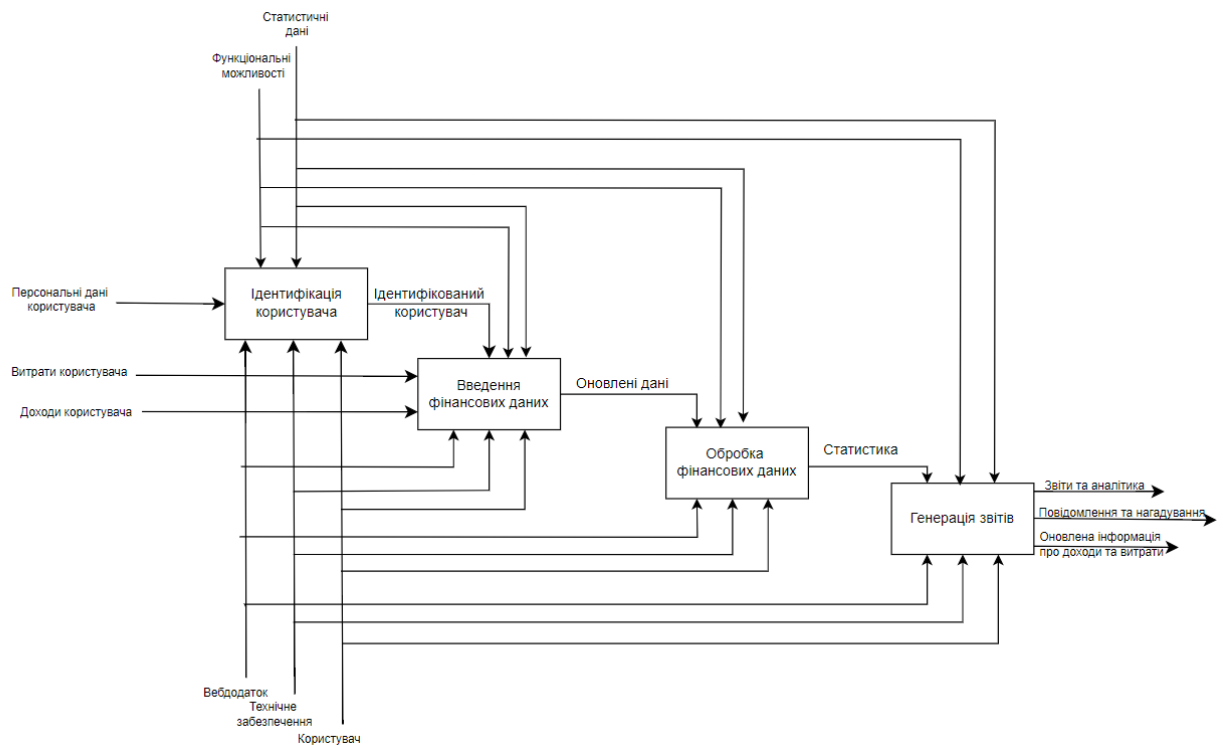 Статистичні
дані
Функціональні
можливості
Персональні дані
користувача
Ідентифікація
користувача
Ідентифікований
користувач
Витрати користувача
Доходи користувача
Введення
фінансових даних
Оновлені дані
Обробка
фінансових даних
Статистика
Генерація звітів
Звіти та аналітика
Повідомлення та нагадування
Оновлена інформація
про доходи та витрати
Вебдодаток
Технічне
забезпечення
Користувач